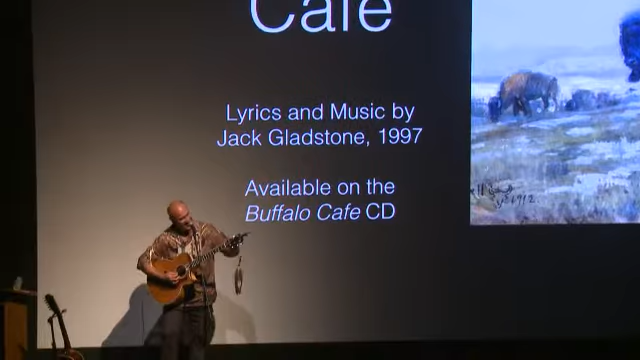 Cafe
Lyrics and Music by
Jack Gladstone, 1997
Available on the
Buffalo Cafe CD